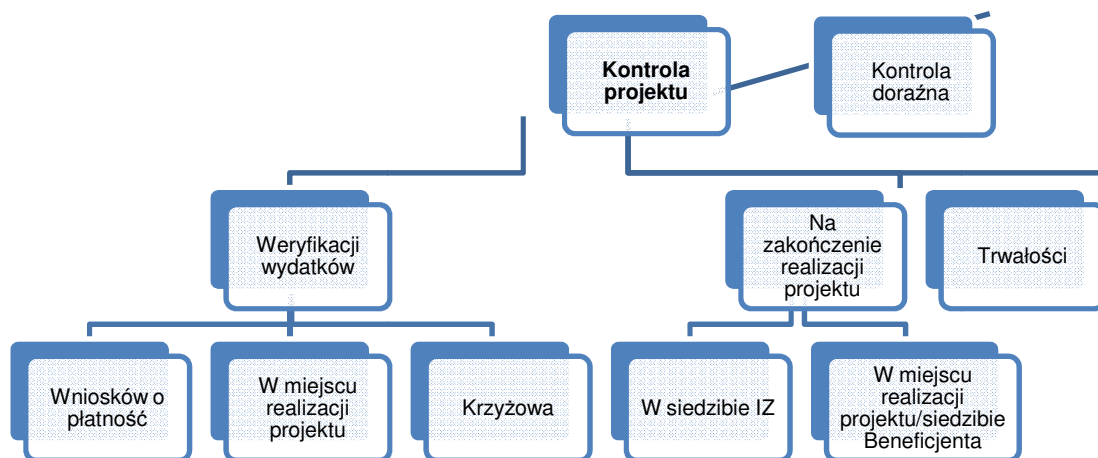 Kontrola
projektu
Kontrola
doraźna
Weryfikacji
wydatków
Na
zakończenie
realizacji
projektu
Trwałości
Wniosków o
płatność
W miejscu
realizacji
projektu
Krzyżowa
W siedzibie IZ
W miejscu
realizacji
projektu/siedzibie
Beneficjenta